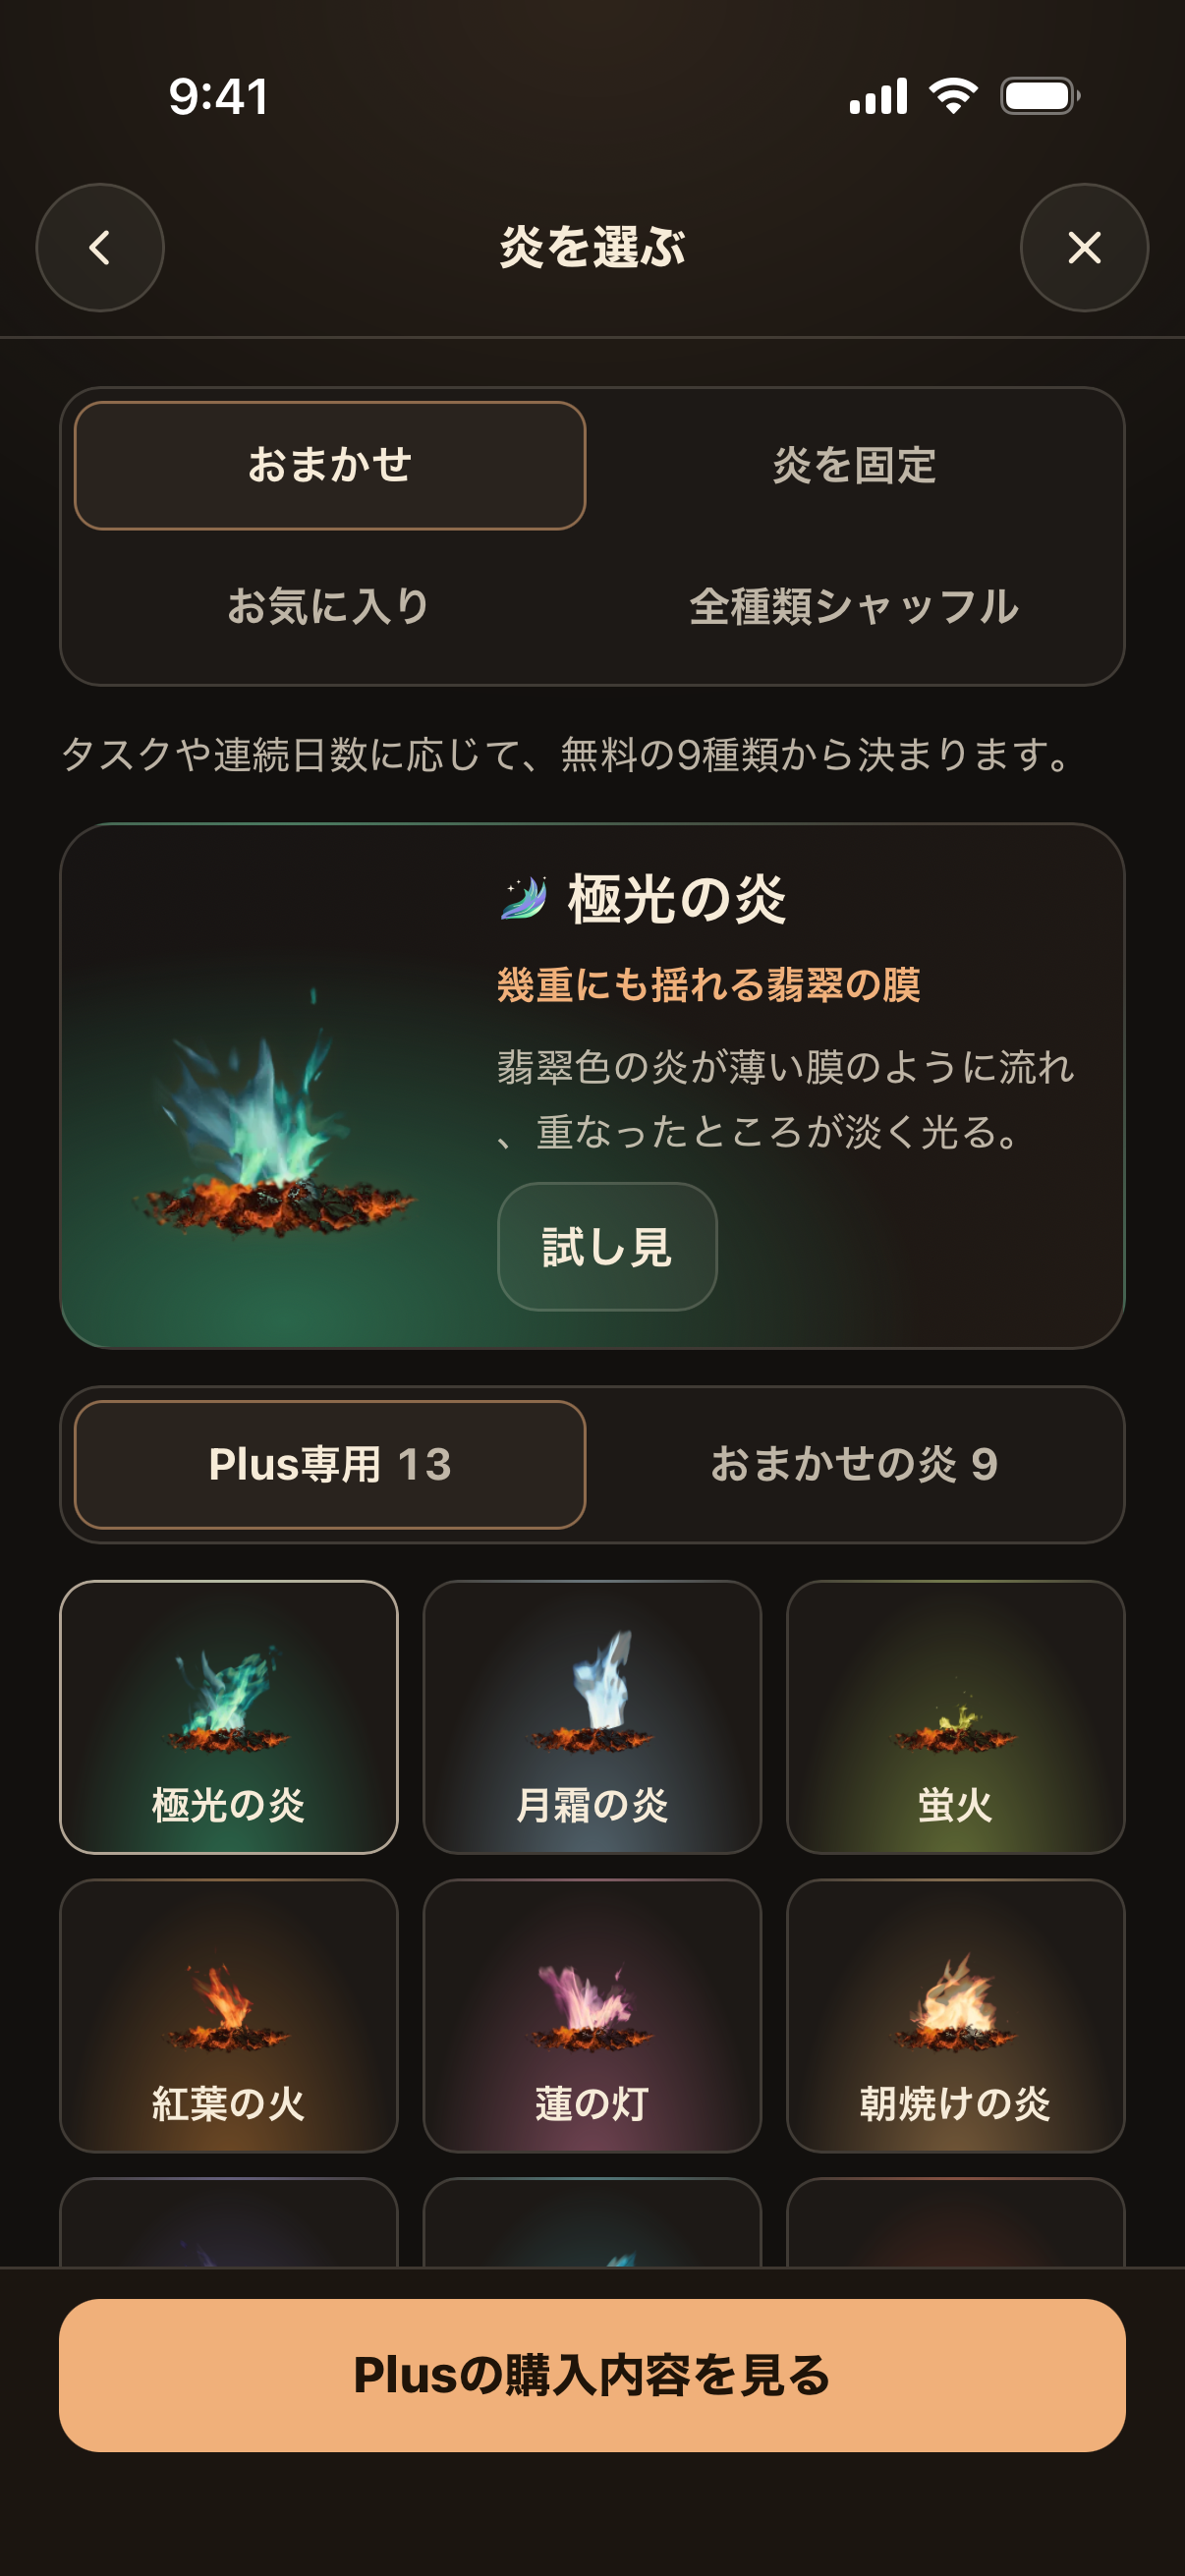 9:41
炎を選ぶ
おまかせ
炎を固定
お気に入り
全種類シャッフル
タスクや連続日数に応じて、無料の9種類から決まります。
極光の炎
幾重にも揺れる翡翠の膜
翡翠色の炎が薄い膜のように流れ
、重なったところが淡く光る。
試し見
Plus専用 13
おまかせの炎 9
極光の炎
月霜の炎
蛍火
紅葉の火
蓮の灯
朝焼けの炎
Plusの購入内容を見る